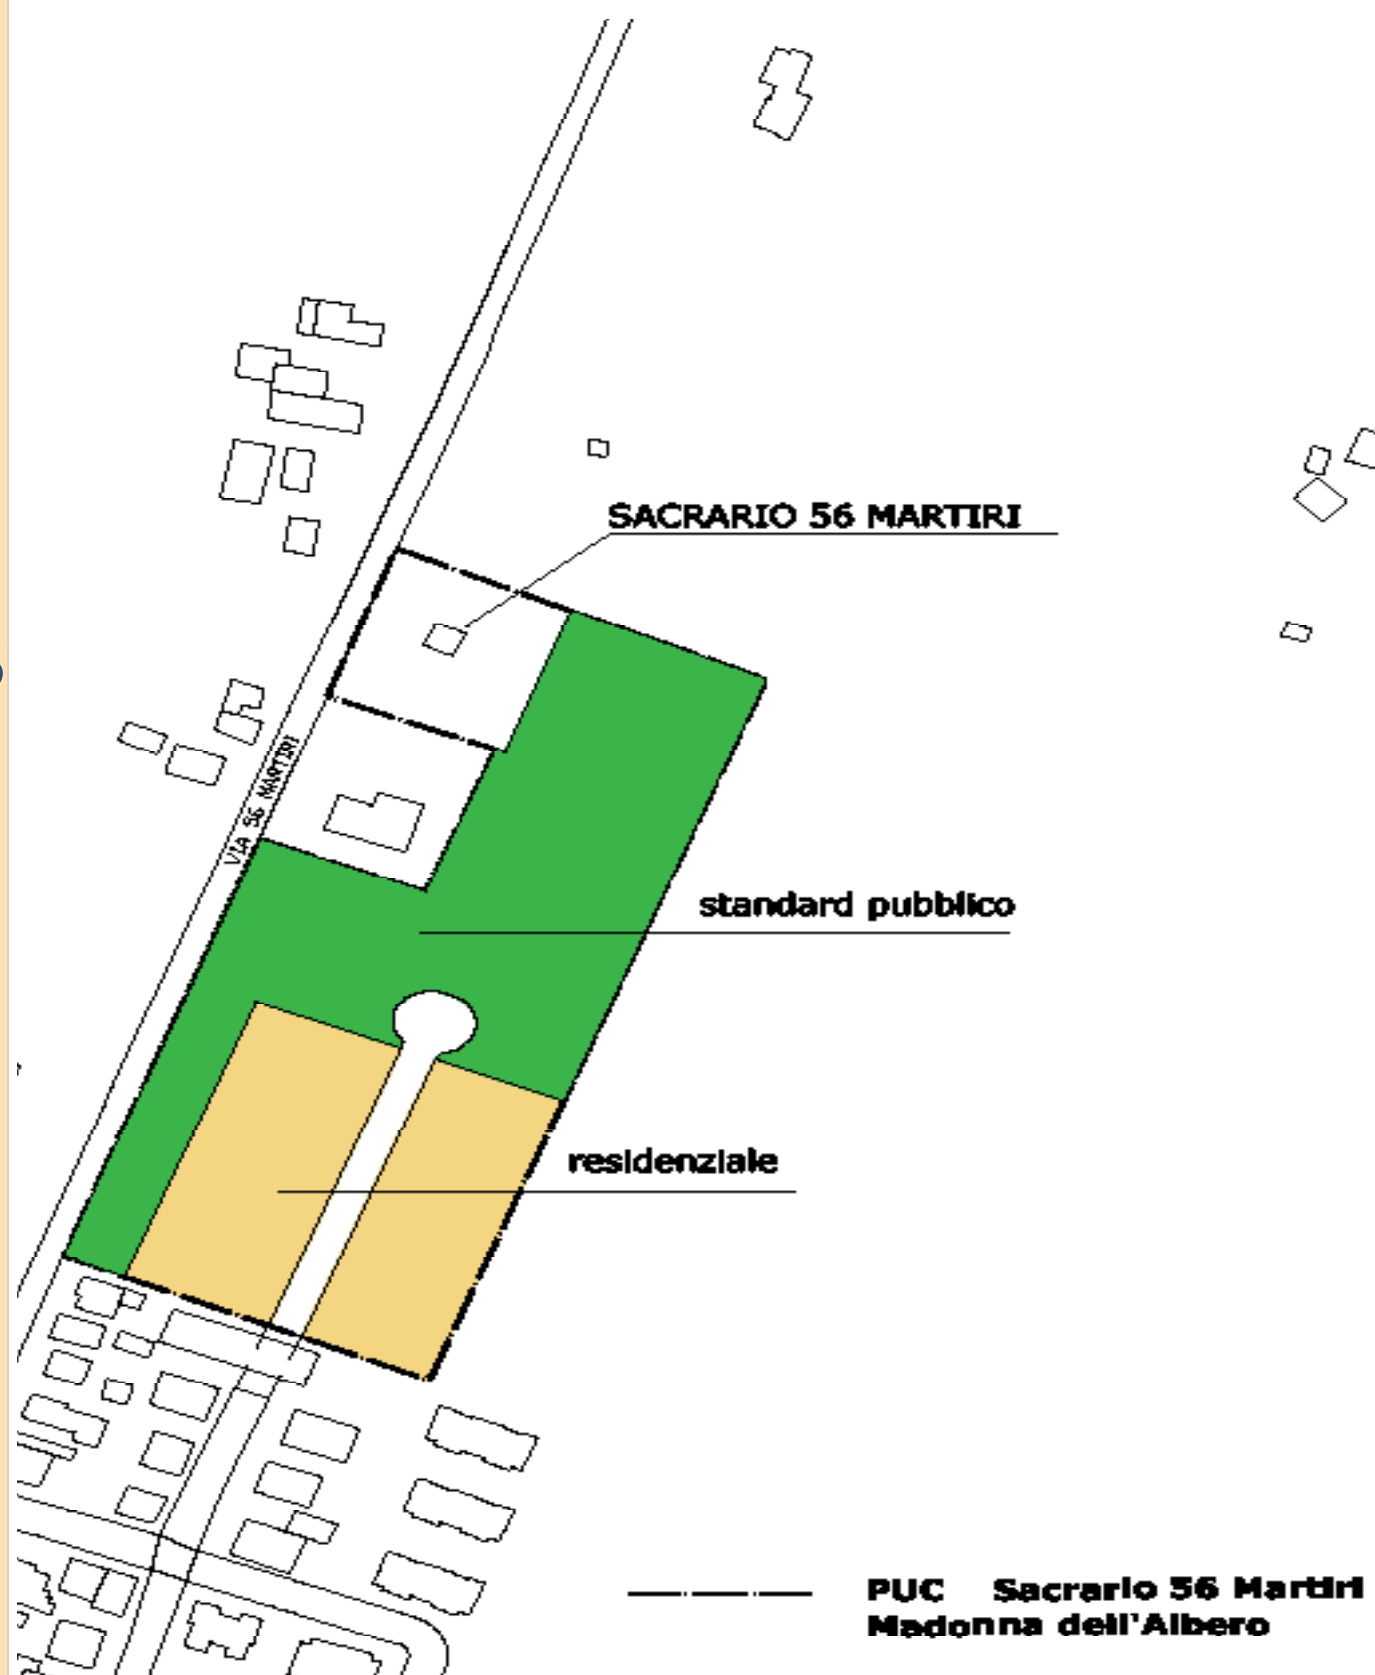 SACRARIO 56 MARTIRI
VIA 56 MARTIRI
standard pubblico
residenziale
PUC Sacrario 56 Martiri
Madonna dell'Albero